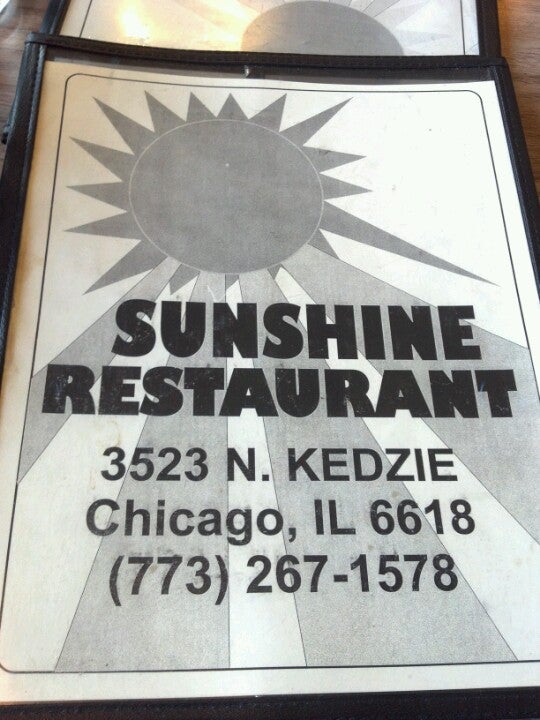 SUNSHINE
RESTAURANT
3523 N. KEDZIE
Chicago, IL 6618
(773) 267-1578